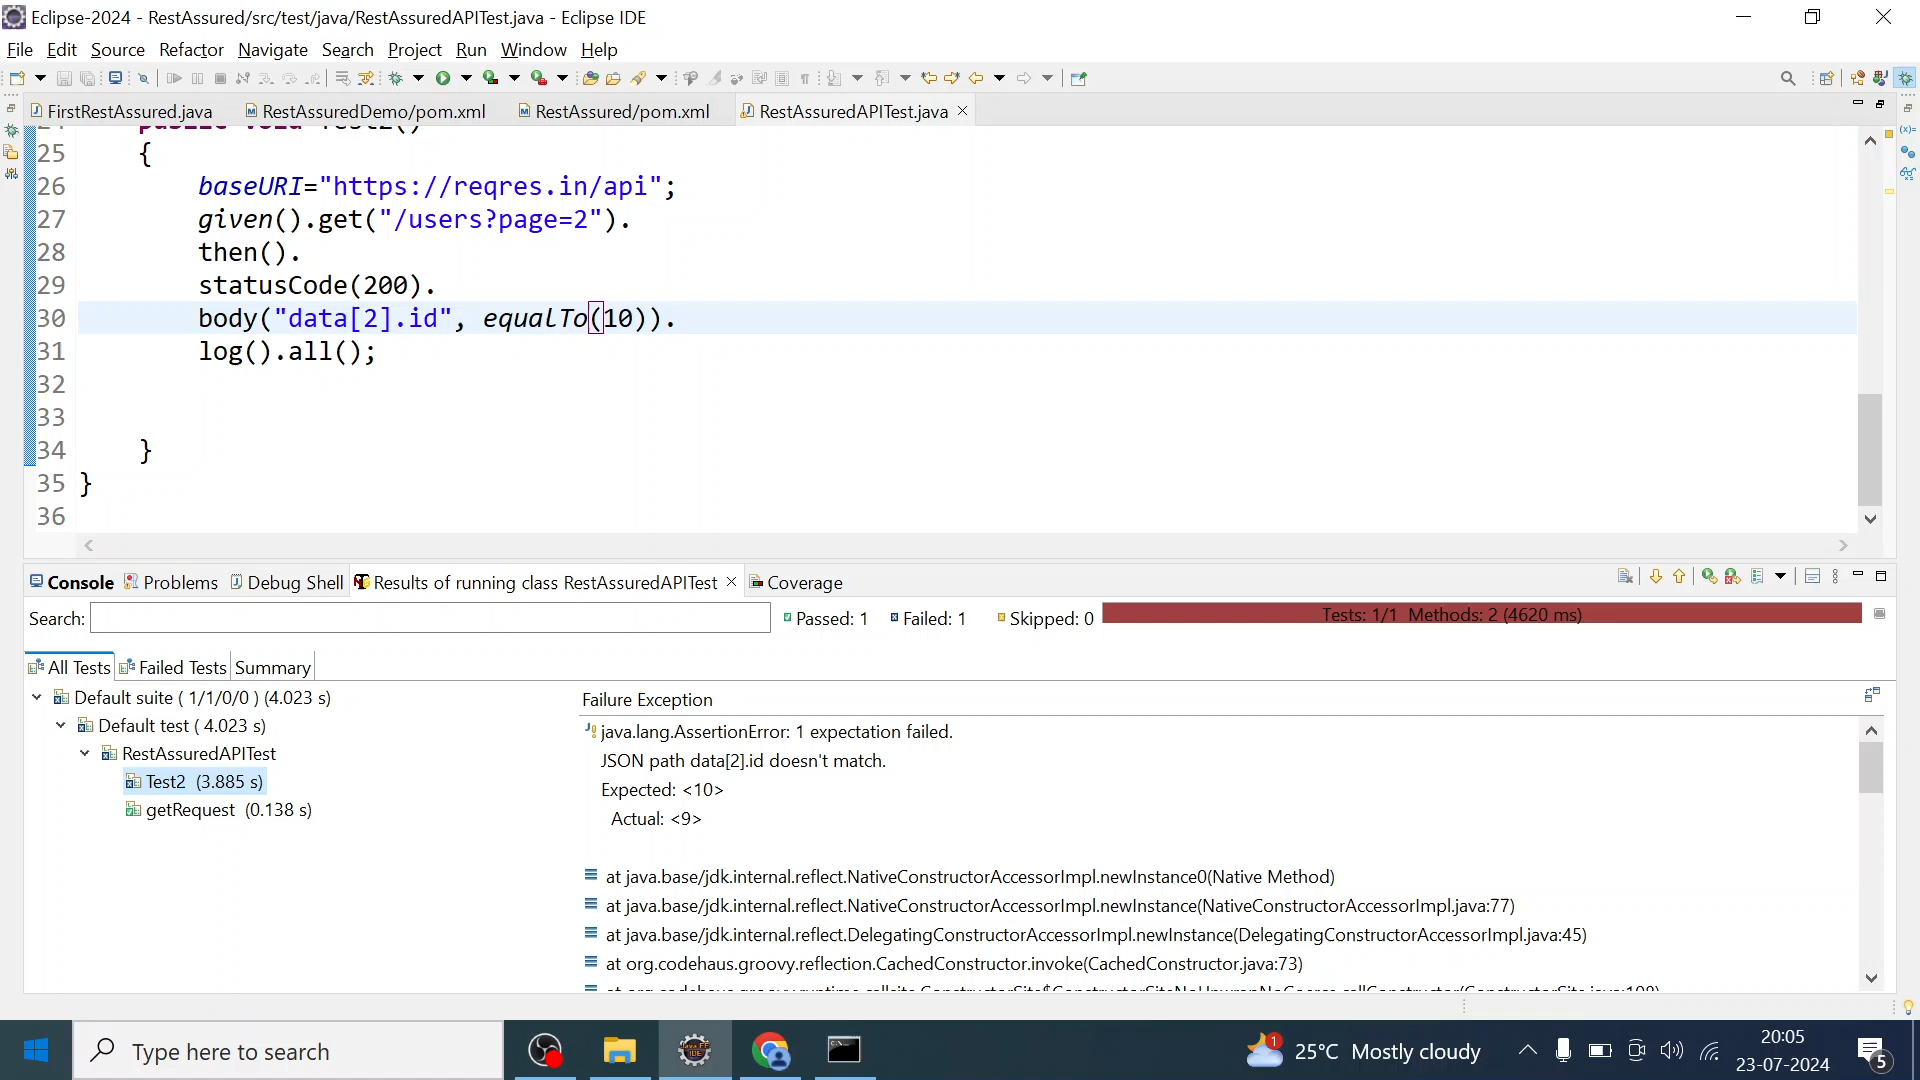 Eclipse-2024 - RestAssured/src/test/java/RestAssuredAPITest.java - Eclipse IDE
File Edit Source Refactor Navigate Search Project Run Window Help
FirstRestAssured.java RestAssuredDemo/pom.xml RestAssured/pom.xml RestAssuredAPITest.java
25 {
26 baseURI="https://reqres.in/api";
27 given().get("/users?page=2").
28 then().
29 statusCode(200).
30 body("data[2].id", equalTo(10)).
31 log().all();
32
33
34 }
35 }
36
Console Problems Debug Shell Results of running class RestAssuredAPITest Coverage
Search: Passed: 1 Failed: 1 Skipped: 0 Tests: 1/1 Methods: 2 (4620 ms)
All Tests Failed Tests Summary
Default suite ( 1/1/0/0 ) (4.023 s)
Default test ( 4.023 s)
RestAssuredAPITest
Test2 (3.885 s)
getRequest (0.138 s)
Failure Exception
java.lang.AssertionError: 1 expectation failed.
JSON path data[2].id doesn't match.
Expected: <10>
Actual: <9>
at java.base/jdk.internal.reflect.NativeConstructorAccessorImpl.newInstance0(Native Method)
at java.base/jdk.internal.reflect.NativeConstructorAccessorImpl.newInstance(NativeConstructorAccessorImpl.java:77)
at java.base/jdk.internal.reflect.DelegatingConstructorAccessorImpl.newInstance(DelegatingConstructorAccessorImpl.java:45)
at org.codehaus.groovy.reflection.CachedConstructor.invoke(CachedConstructor.java:73)
Type here to search
1
25°C Mostly cloudy
20:05
23-07-2024
5